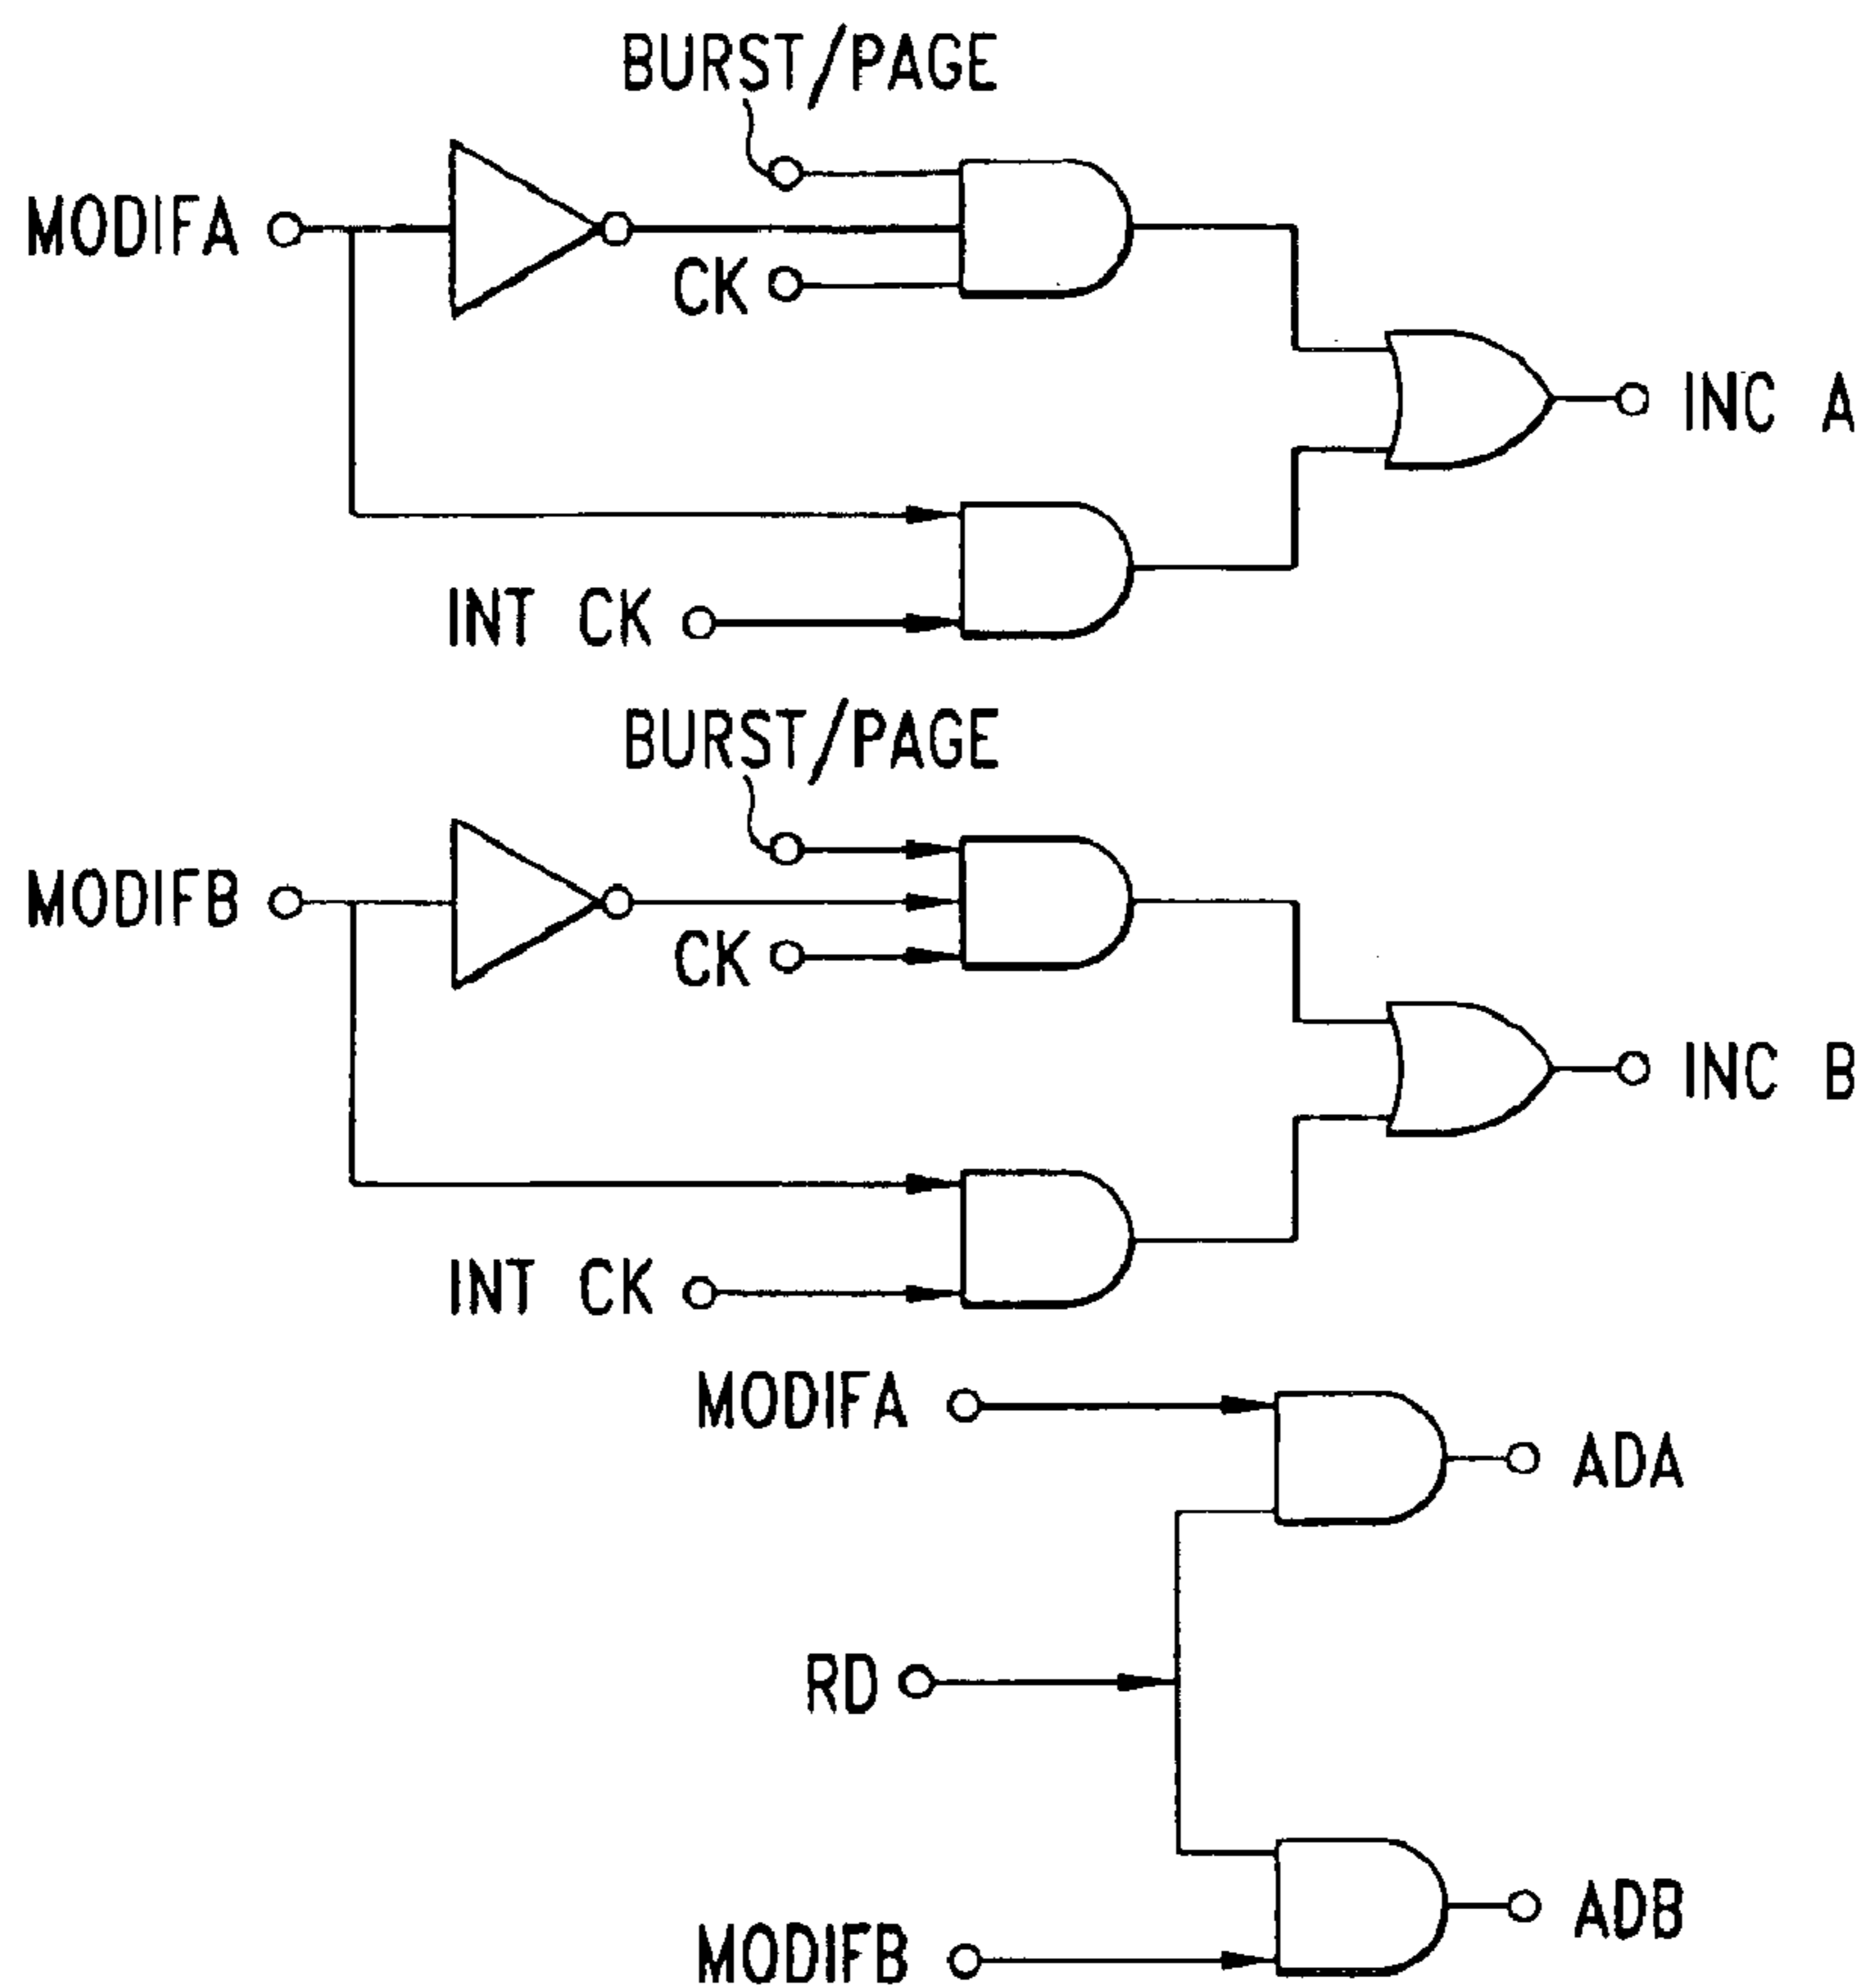 BURST/PAGE
MODIFA
CK
INC A
INT CK
BURST/PAGE
MODIFB
CK
INC B
INT CK
MODIFA
ADA
RD
ADB
MODIFB